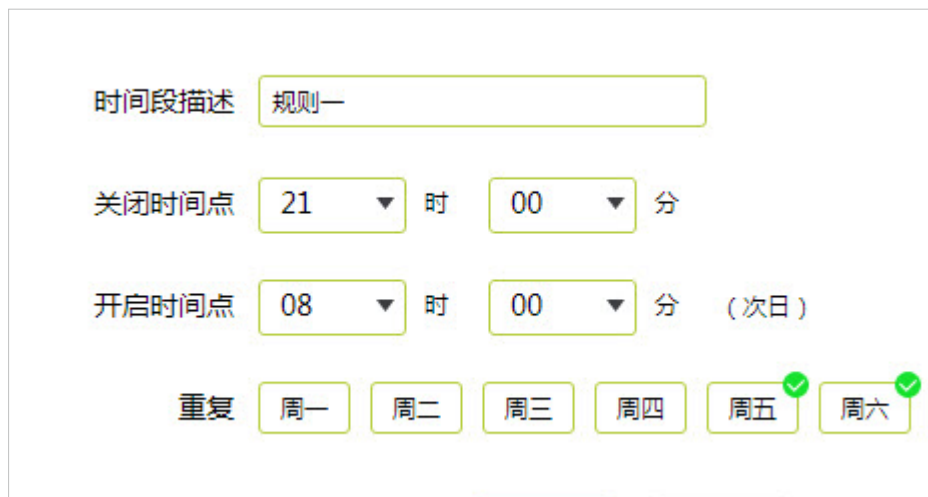 时间段描述 规则一
关闭时间点 21 时 00 分
开启时间点 08 时 00 分 （次日）
重复 周一 周二 周三 周四 周五 周六